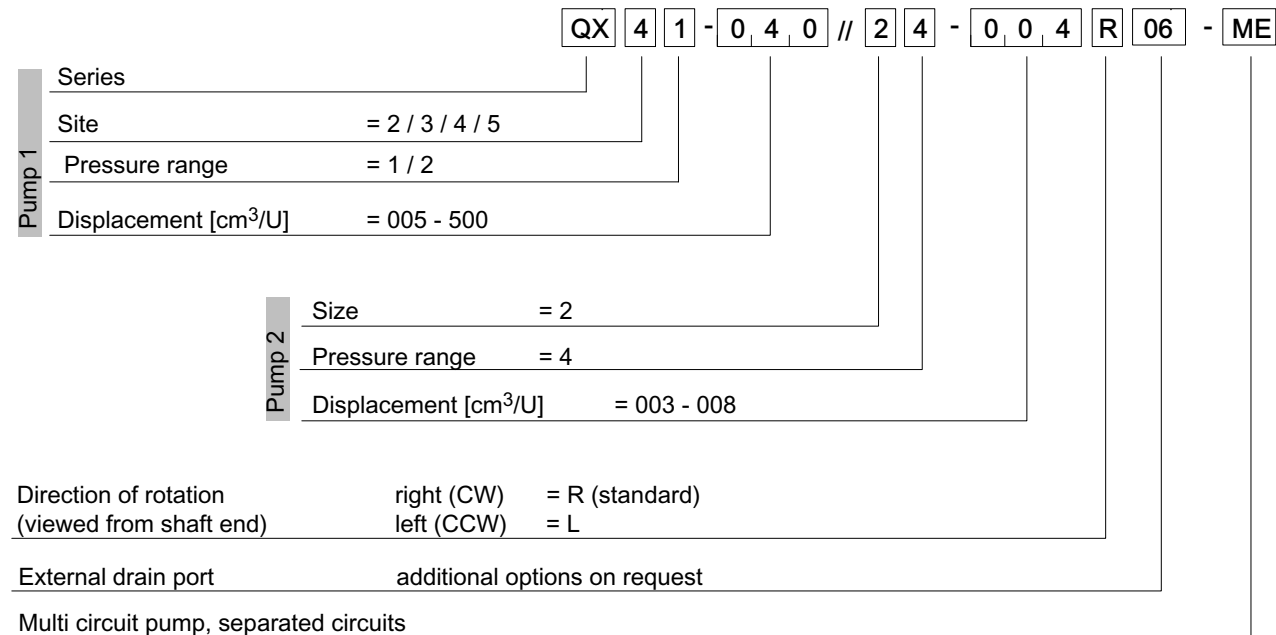 QX 4 1 - 0 4 0 // 2 4 - 0 0 4 R 06 - ME
Pump 1
Series
Site = 2 / 3 / 4 / 5
Pressure range = 1 / 2
Displacement [cm³/U] = 005 - 500
Pump 2
Size = 2
Pressure range = 4
Displacement [cm³/U] = 003 - 008
Direction of rotation right (CW) = R (standard)
(viewed from shaft end) left (CCW) = L
External drain port additional options on request
Multi circuit pump, separated circuits